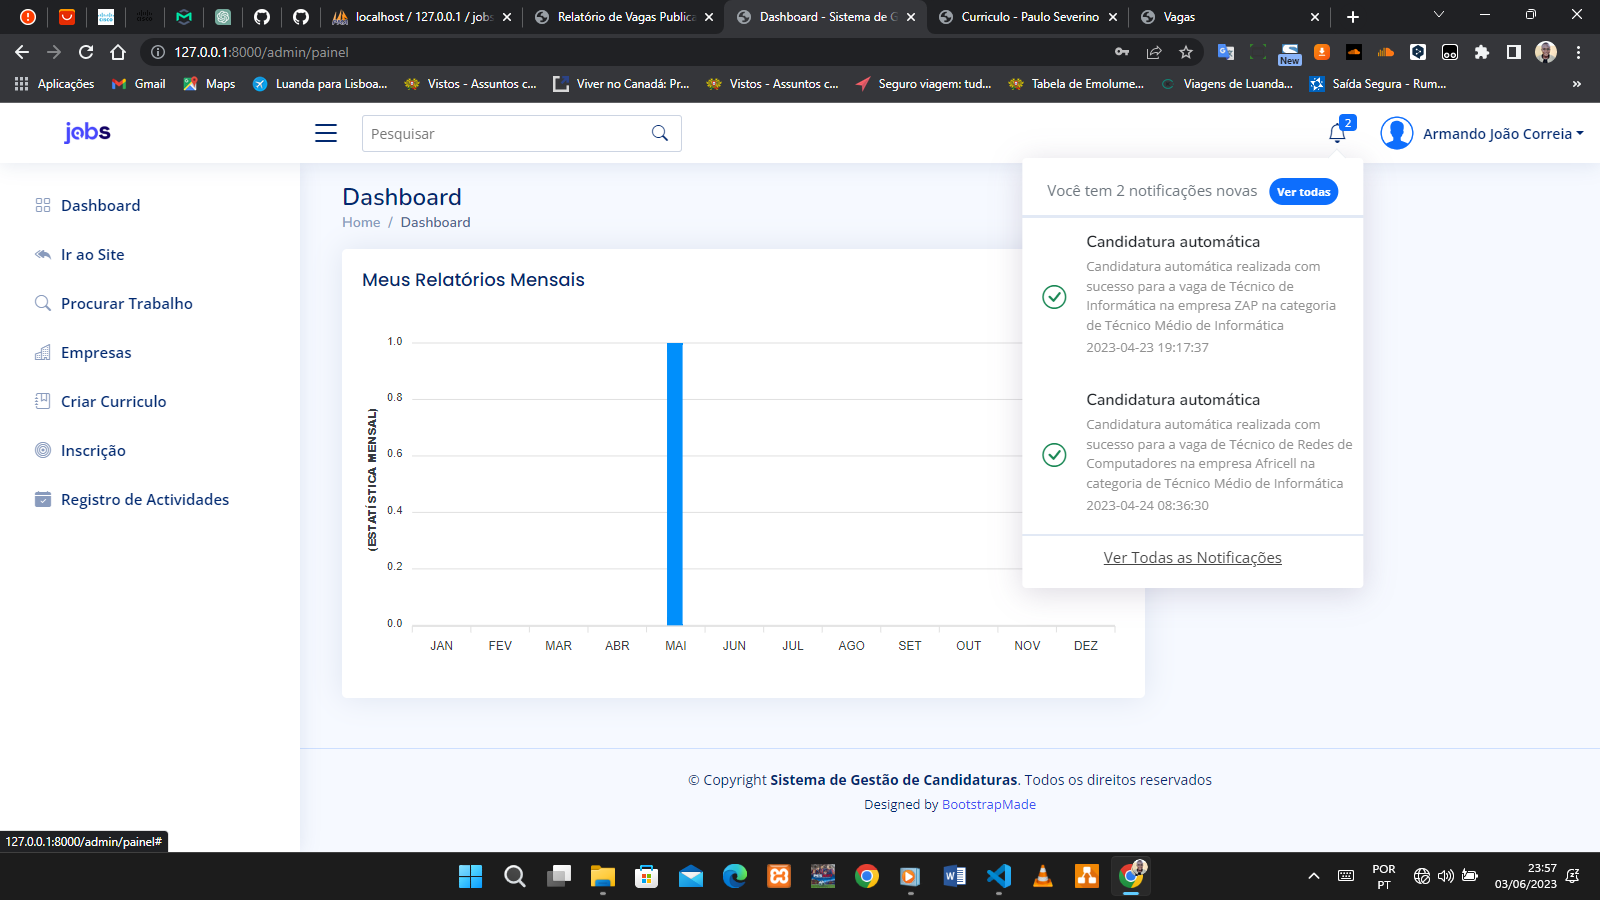 localhost / 127.0.0.1 / jobs
Relatório de Vagas Publica
Dashboard - Sistema de G
Curriculo - Paulo Severino
Vagas
127.0.0.1:8000/admin/painel
New
Aplicações
Gmail
Maps
Luanda para Lisboa...
Vistos - Assuntos c...
Viver no Canadá: Pr...
Vistos - Assuntos c...
Seguro viagem: tud...
Tabela de Emolume...
Viagens de Luanda...
Saída Segura - Rum...
»
jobs
Pesquisar
2
Armando João Correia
Dashboard
Ir ao Site
Procurar Trabalho
Empresas
Criar Curriculo
Inscrição
Registro de Actividades
Dashboard
Home / Dashboard
Meus Relatórios Mensais
(ESTATÍSTICA MENSAL)
1.0
0.8
0.6
0.4
0.2
0.0
JAN FEV MAR ABR MAI JUN JUL AGO SET OUT NOV DEZ
Você tem 2 notificações novas Ver todas
Candidatura automática
Candidatura automática realizada com
sucesso para a vaga de Técnico de
Informática na empresa ZAP na categoria
de Técnico Médio de Informática
2023-04-23 19:17:37
Candidatura automática
Candidatura automática realizada com
sucesso para a vaga de Técnico de Redes de
Computadores na empresa Africell na
categoria de Técnico Médio de Informática
2023-04-24 08:36:30
Ver Todas as Notificações
© Copyright Sistema de Gestão de Candidaturas. Todos os direitos reservados
Designed by BootstrapMade
127.0.0.1:8000/admin/painel#
POR
PT
23:57
03/06/2023